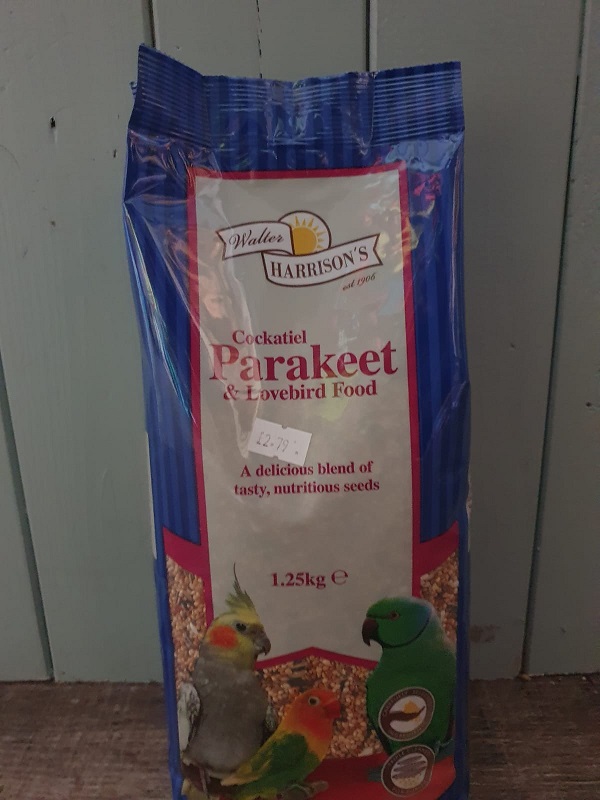 Walter
HARRISON'S
est 1906
Cockatiel
Parakeet
& Lovebird Food
£2.79
A delicious blend of
tasty, nutritious seeds
1.25kg ℮